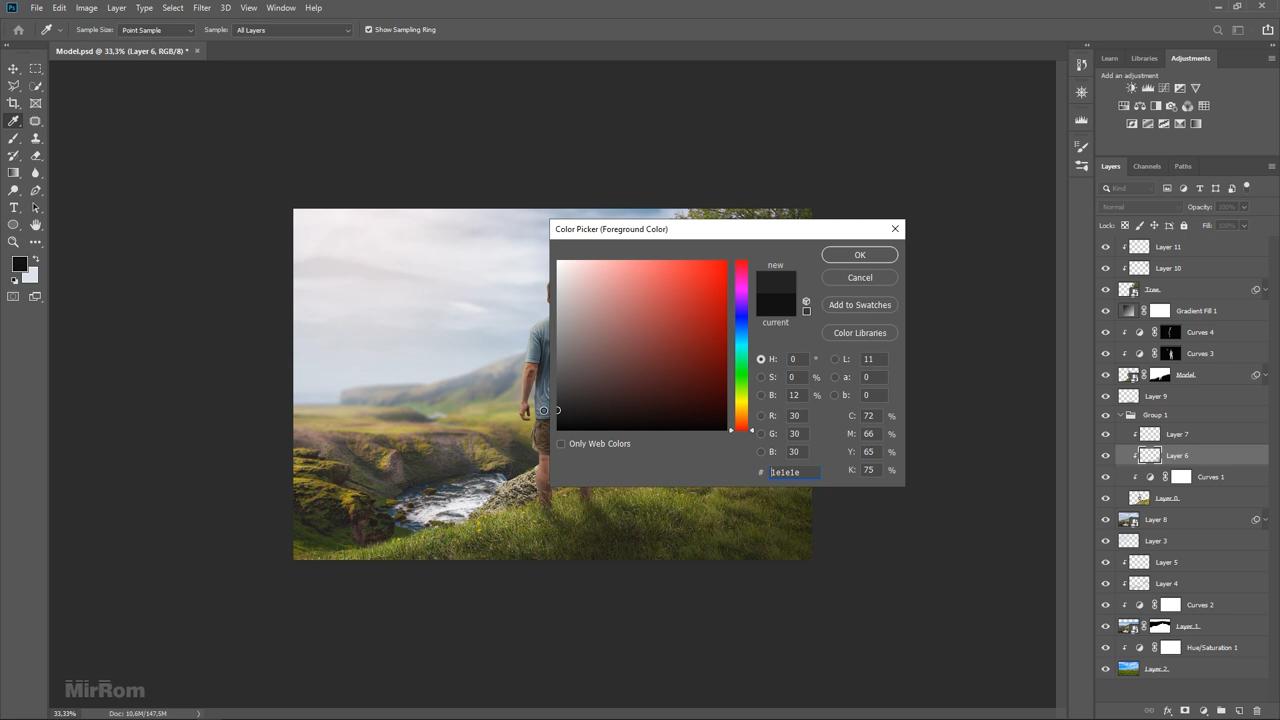 Ps File Edit Image Layer Type Select Filter 3D View Window Help
Sample Size: Point Sample Sample: All Layers Show Sampling Ring
Model.psd @ 33,3% (Layer 6, RGB/8) * ×
Learn Libraries Adjustments
Add an adjustment
Layers Channels Paths
Kind
Normal Opacity: 100%
Lock: Fill: 100%
Layer 11
Layer 10
Tree
Gradient Fill 1
Curves 4
Curves 3
Model
Layer 9
Group 1
Layer 7
Layer 6
Curves 1
Layer 0
Layer 8
Layer 3
Layer 5
Layer 4
Curves 2
Layer 1
Hue/Saturation 1
Layer 2
Color Picker (Foreground Color)
new
current
OK
Cancel
Add to Swatches
Color Libraries
H: 0 ° L: 11
S: 0 % a: 0
B: 12 % b: 0
R: 30 C: 72 %
G: 30 M: 66 %
B: 30 Y: 65 %
# 1e1e1e K: 75 %
Only Web Colors
MirRom
33,33% Doc: 10,6M/147,5M